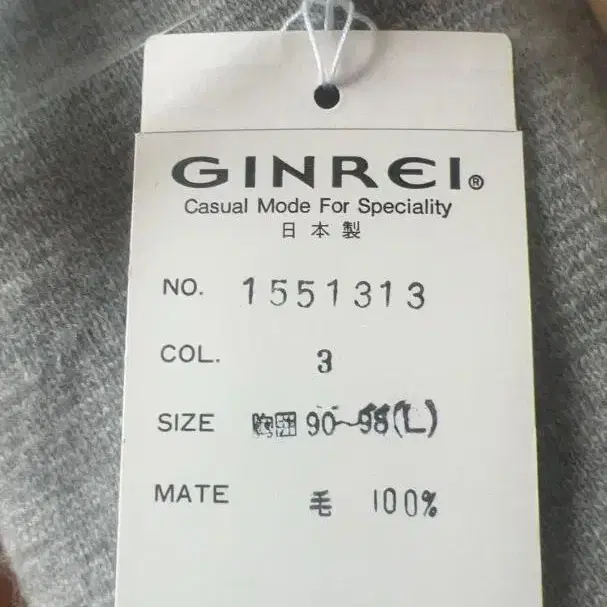 GINREI®
Casual Mode For Speciality
日本製
NO. 1551313
COL. 3
SIZE 胸囲 90~98(L)
MATE 毛 100%